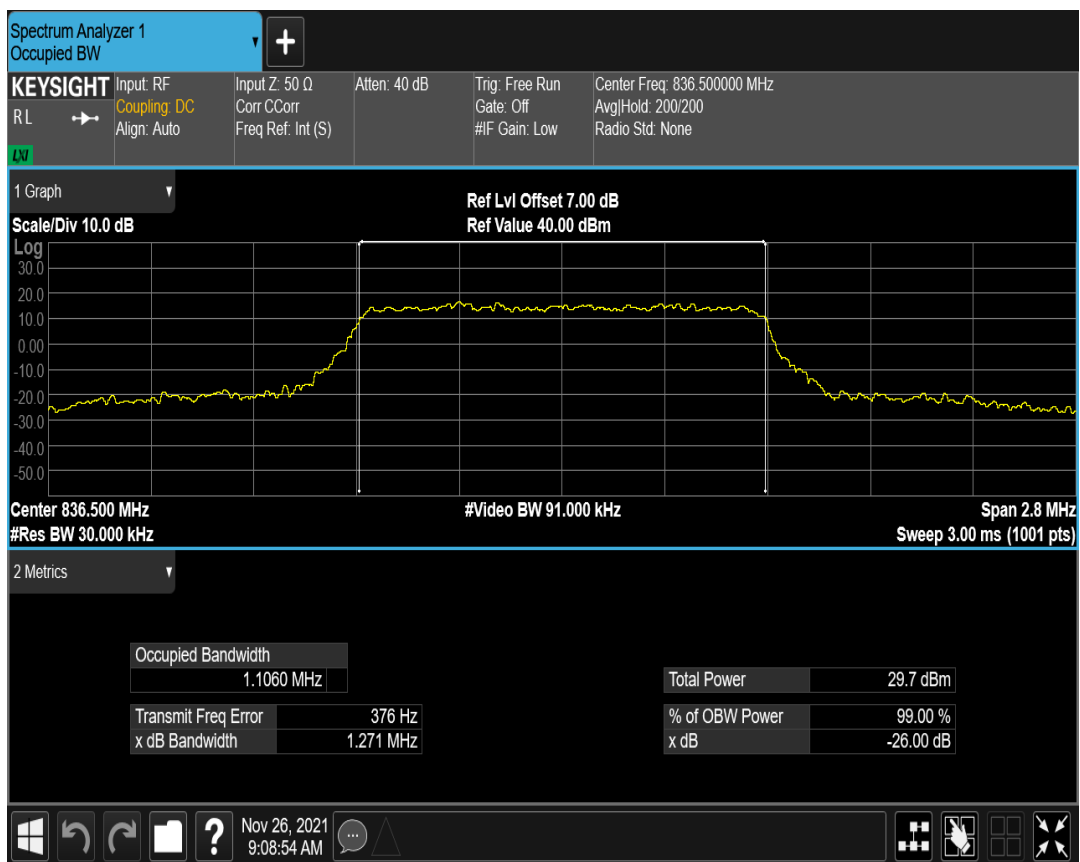 Spectrum Analyzer 1
Occupied BW
+
KEYSIGHT
RL
LXI
Input: RF
Coupling: DC
Align: Auto
Input Z: 50 Ω
Corr CCorr
Freq Ref: Int (S)
Atten: 40 dB
Trig: Free Run
Gate: Off
#IF Gain: Low
Center Freq: 836.500000 MHz
Avg|Hold: 200/200
Radio Std: None
1 Graph
Scale/Div 10.0 dB
Ref Lvl Offset 7.00 dB
Ref Value 40.00 dBm
Log
30.0
20.0
10.0
0.00
-10.0
-20.0
-30.0
-40.0
-50.0
Center 836.500 MHz
#Video BW 91.000 kHz
Span 2.8 MHz
#Res BW 30.000 kHz
Sweep 3.00 ms (1001 pts)
2 Metrics
Occupied Bandwidth
1.1060 MHz
Total Power 29.7 dBm
Transmit Freq Error 376 Hz
% of OBW Power 99.00 %
x dB Bandwidth 1.271 MHz
x dB -26.00 dB
?
Nov 26, 2021
9:08:54 AM